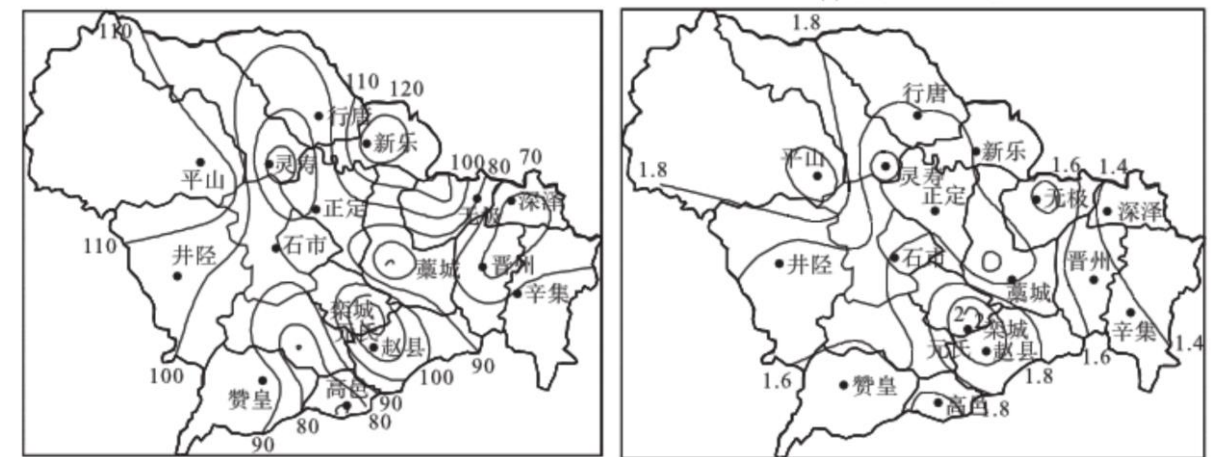 110
110
120
行唐
新乐
灵寿
100
80
70
平山
无极
深泽
正定
110
石市
井陉
藁城
晋州
辛集
栾城
元氏
赵县
100
90
100
赞皇
高邑
90
80
80
90
1.8
行唐
新乐
平山
1.6
1.4
1.8
灵寿
无极
正定
深泽
石市
井陉
晋州
藁城
2
2
栾城
辛集
元氏
赵县
1.6
1.4
1.6
1.8
赞皇
高邑
1.8